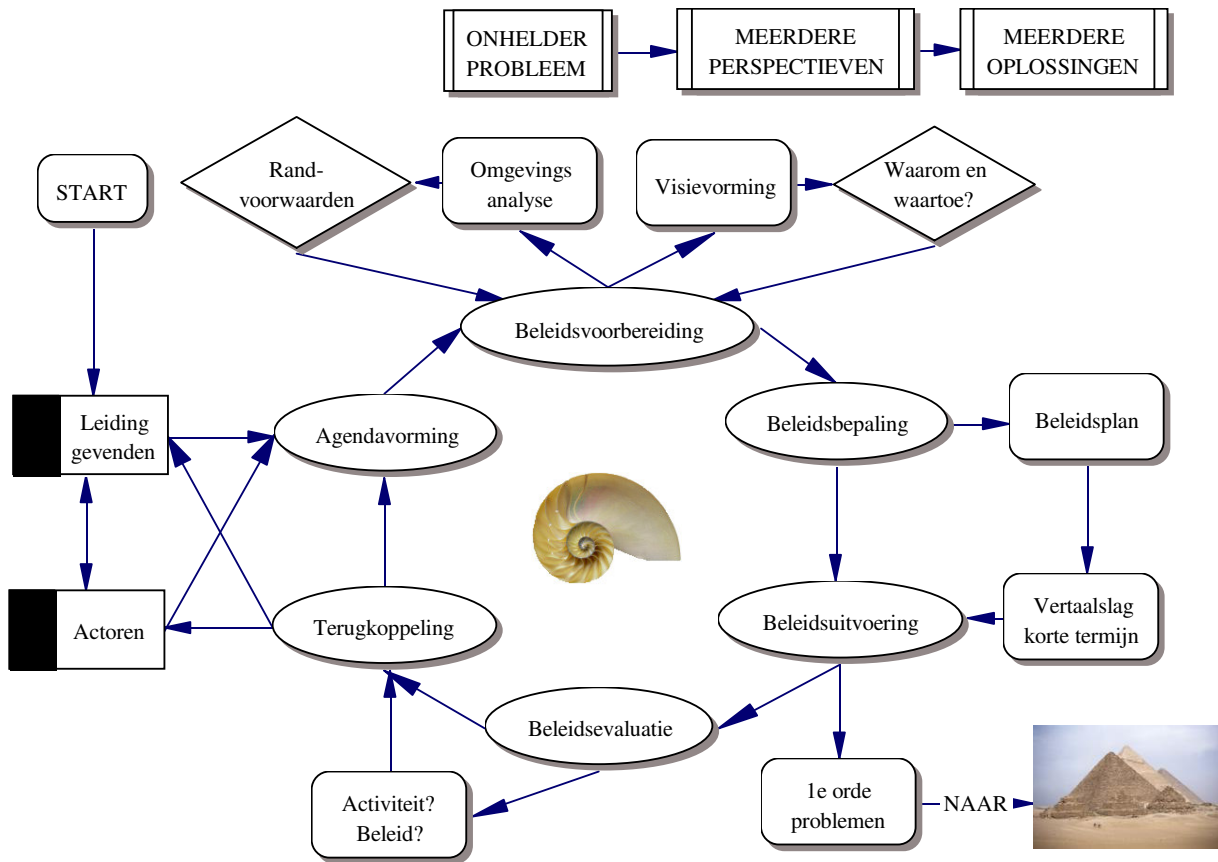 ONHELDER
PROBLEEM
MEERDERE
PERSPECTIEVEN
MEERDERE
OPLOSSINGEN
START
Rand-
voorwaarden
Omgevings
analyse
Visievorming
Waarom en
waartoe?
Beleidsvoorbereiding
Leiding
gevenden
Agendavorming
Beleidsbepaling
Beleidsplan
Actoren
Terugkoppeling
Beleidsuitvoering
Vertaalslag
korte termijn
Beleidsevaluatie
Activiteit?
Beleid?
1e orde
problemen
NAAR